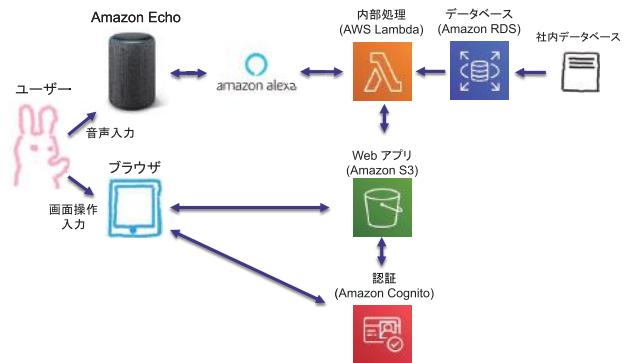 Amazon Echo
内部処理
(AWS Lambda)
データベース
(Amazon RDS)
社内データベース
ユーザー
amazon alexa
音声入力
ブラウザ
画面操作
入力
Web アプリ
(Amazon S3)
認証
(Amazon Cognito)